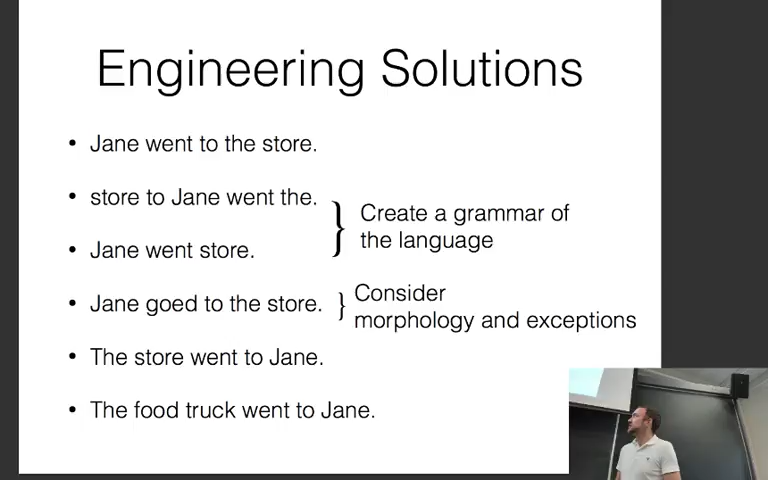 Engineering Solutions
• Jane went to the store.
• store to Jane went the.
• Jane went store.
} Create a grammar of
the language
• Jane goed to the store.
} Consider
morphology and exceptions
• The store went to Jane.
• The food truck went to Jane.